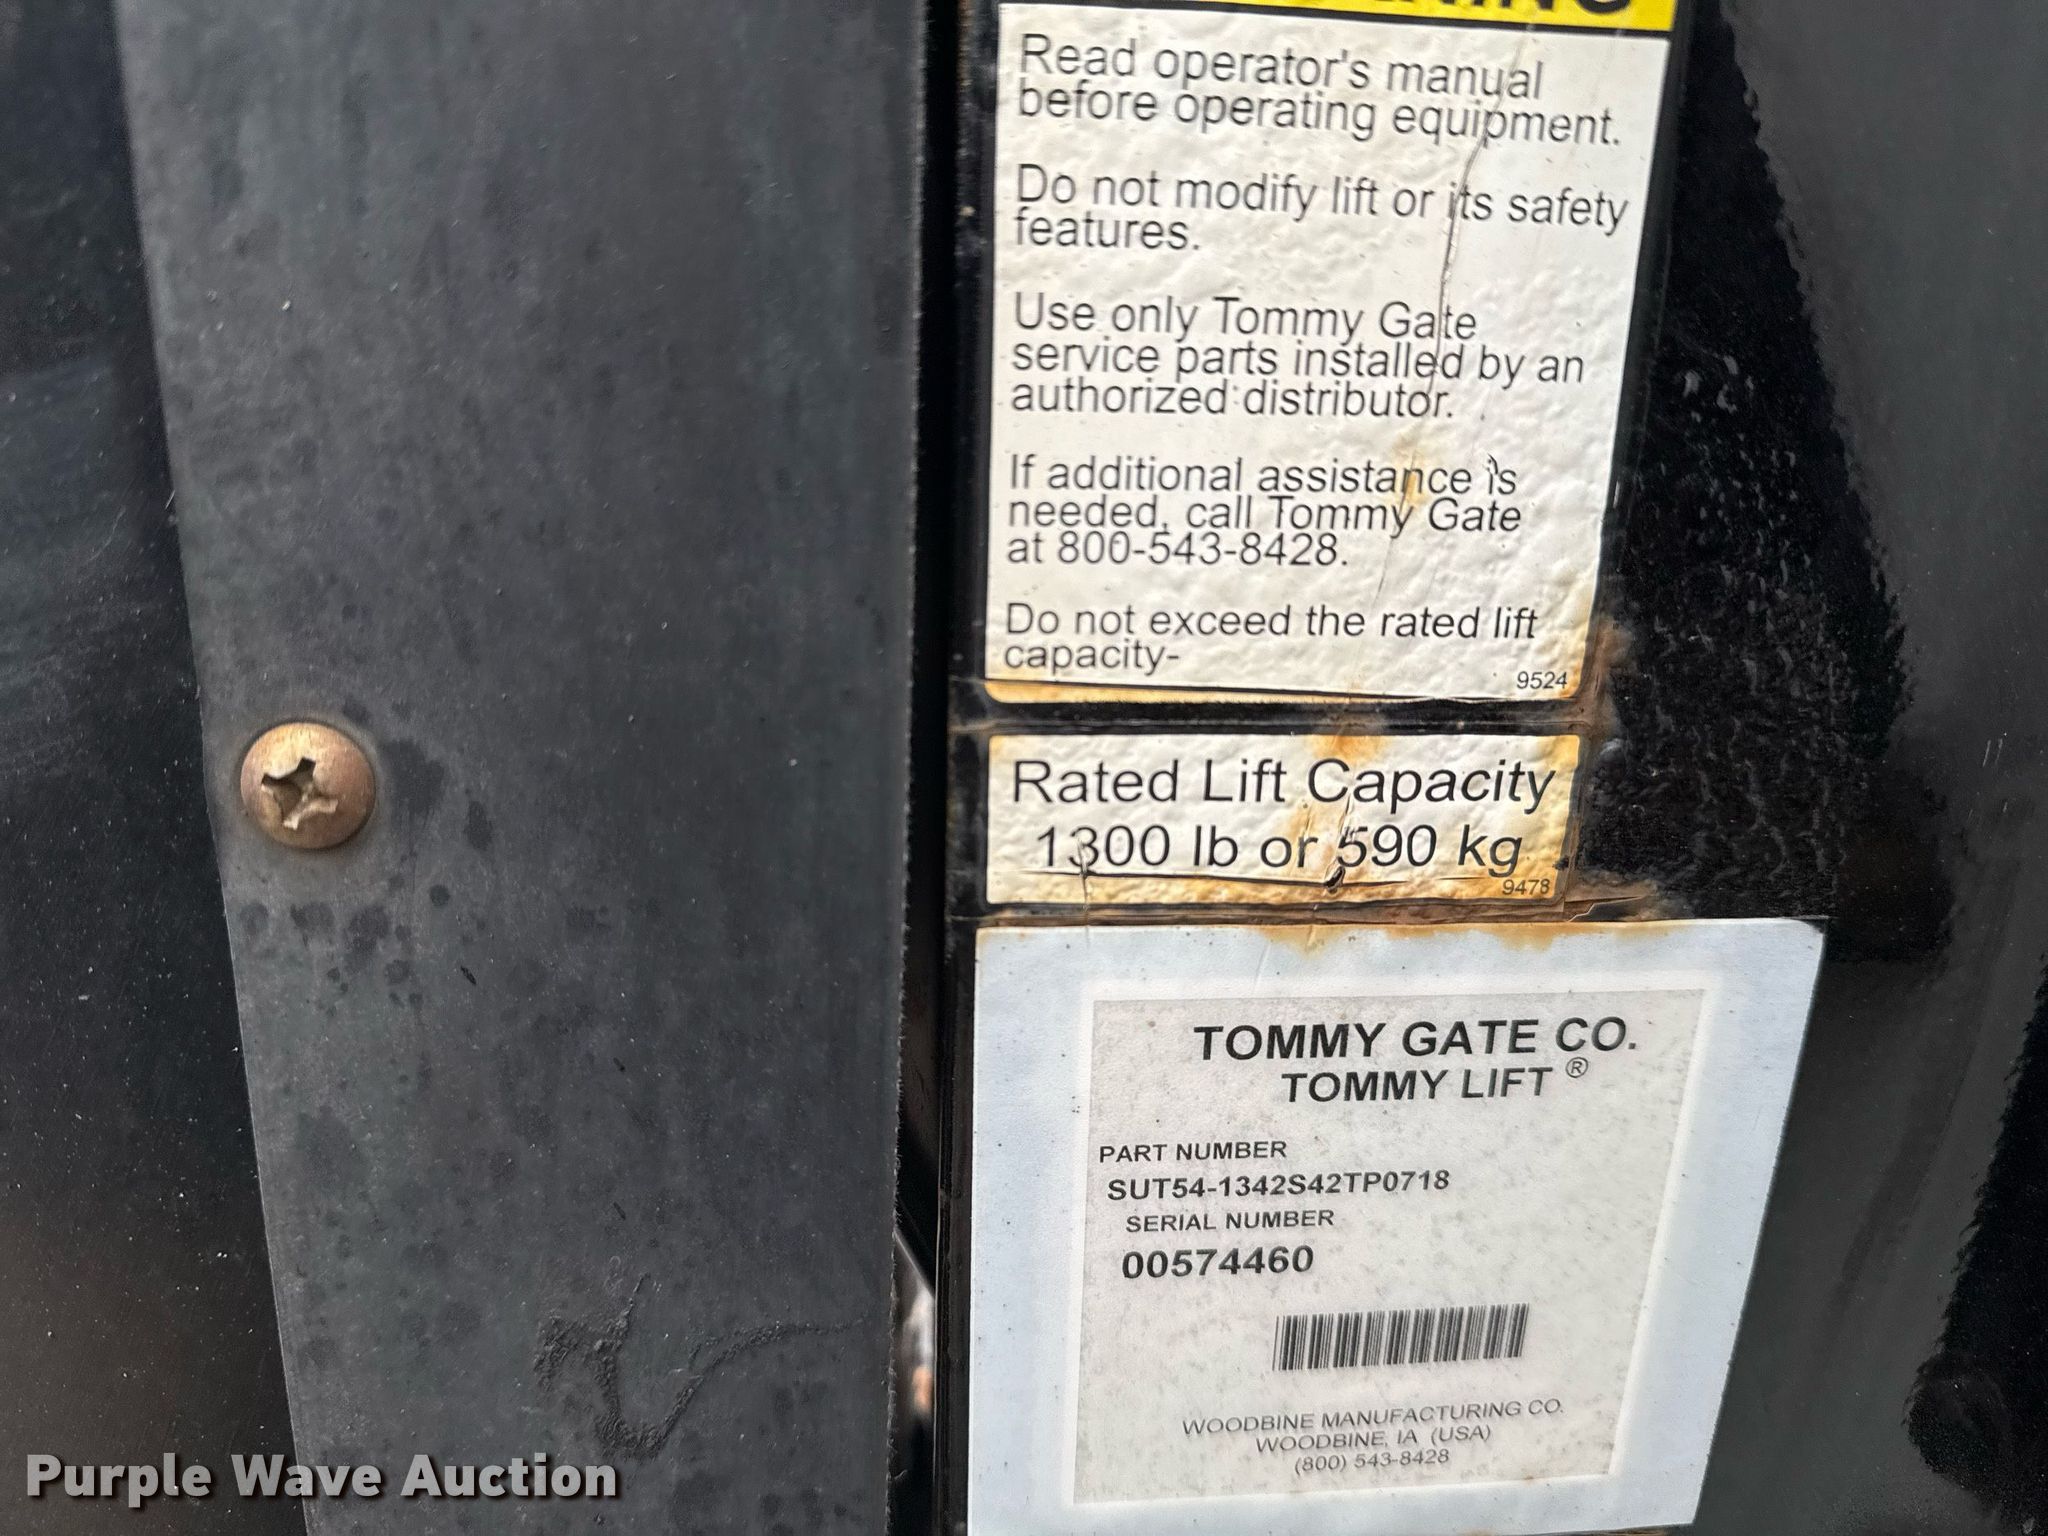 Read operator's manual
before operating equipment.
Do not modify lift or its safety
features.
Use only Tommy Gate
service parts installed by an
authorized distributor.
If additional assistance is
needed, call Tommy Gate
at 800-543-8428.
Do not exceed the rated lift
capacity-
9524
Rated Lift Capacity
1300 lb or 590 kg
9478
TOMMY GATE CO.
TOMMY LIFT ®
PART NUMBER
SUT54-1342S42TP0718
SERIAL NUMBER
00574460
WOODBINE MANUFACTURING CO.
WOODBINE, IA (USA)
(800) 543-8428
Purple Wave Auction